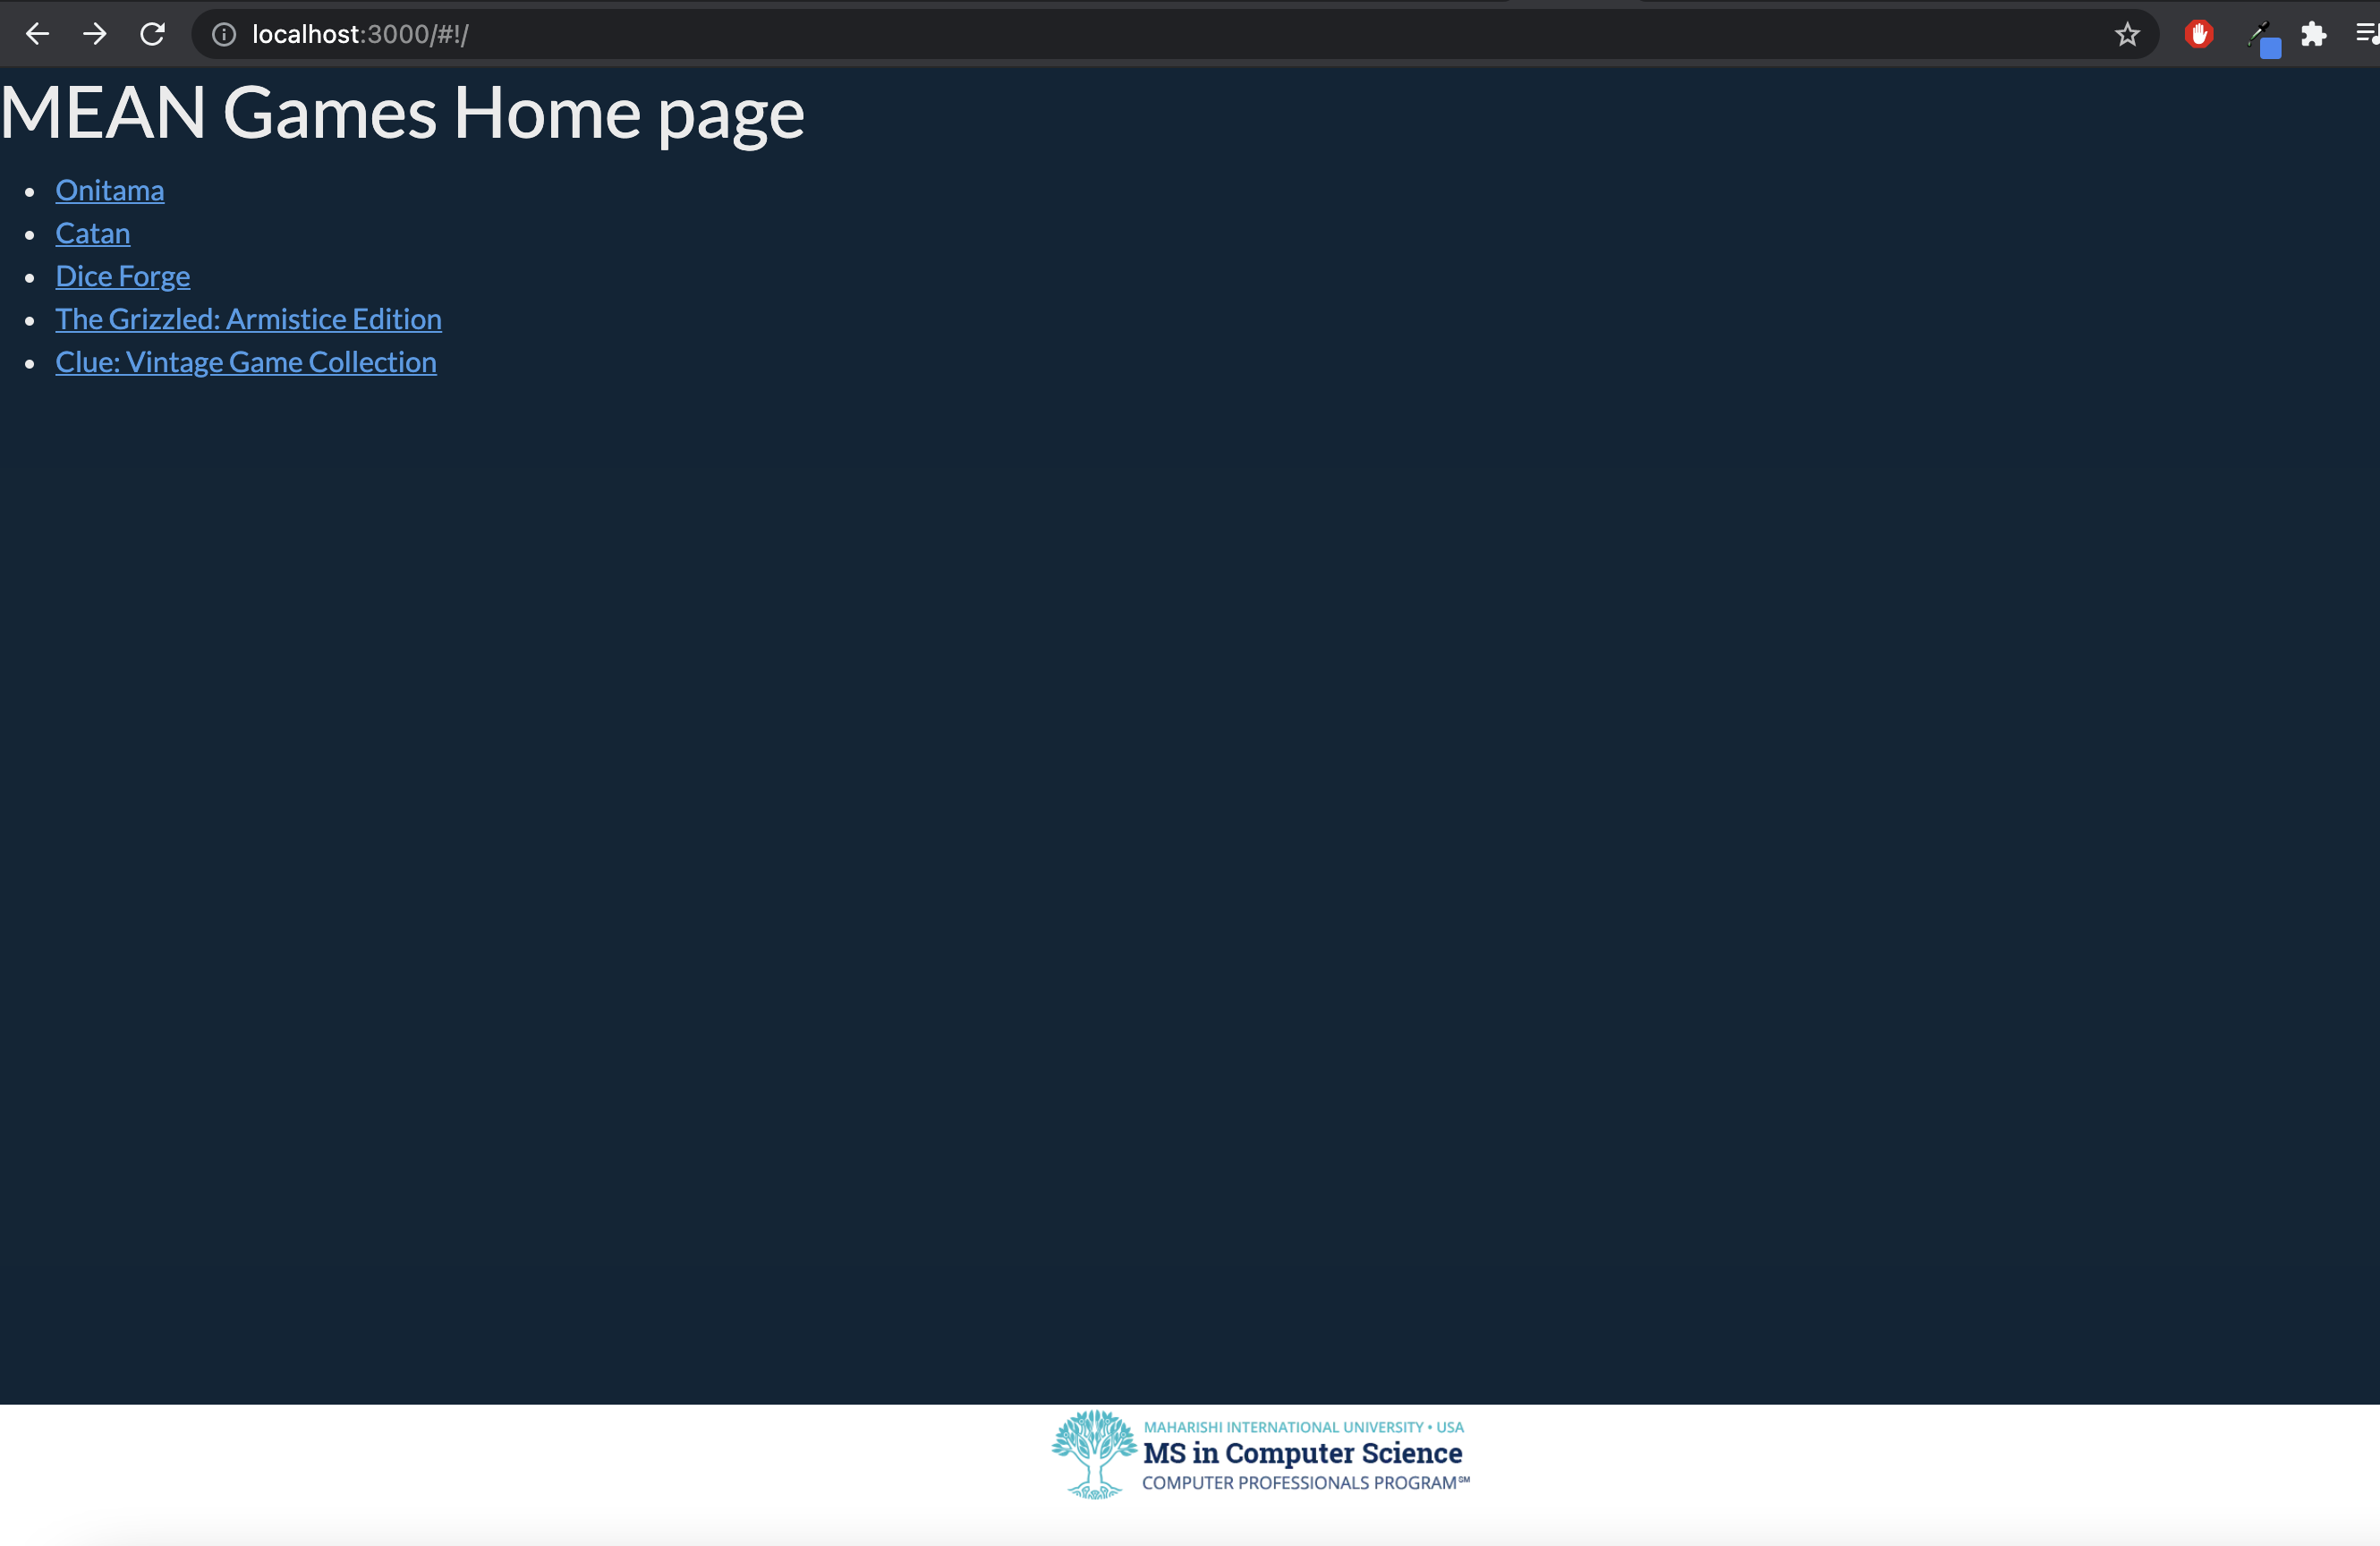 localhost:3000/#!/
MEAN Games Home page
Onitama
Catan
Dice Forge
The Grizzled: Armistice Edition
Clue: Vintage Game Collection
MAHARISHI INTERNATIONAL UNIVERSITY • USA
MS in Computer Science
COMPUTER PROFESSIONALS PROGRAM℠